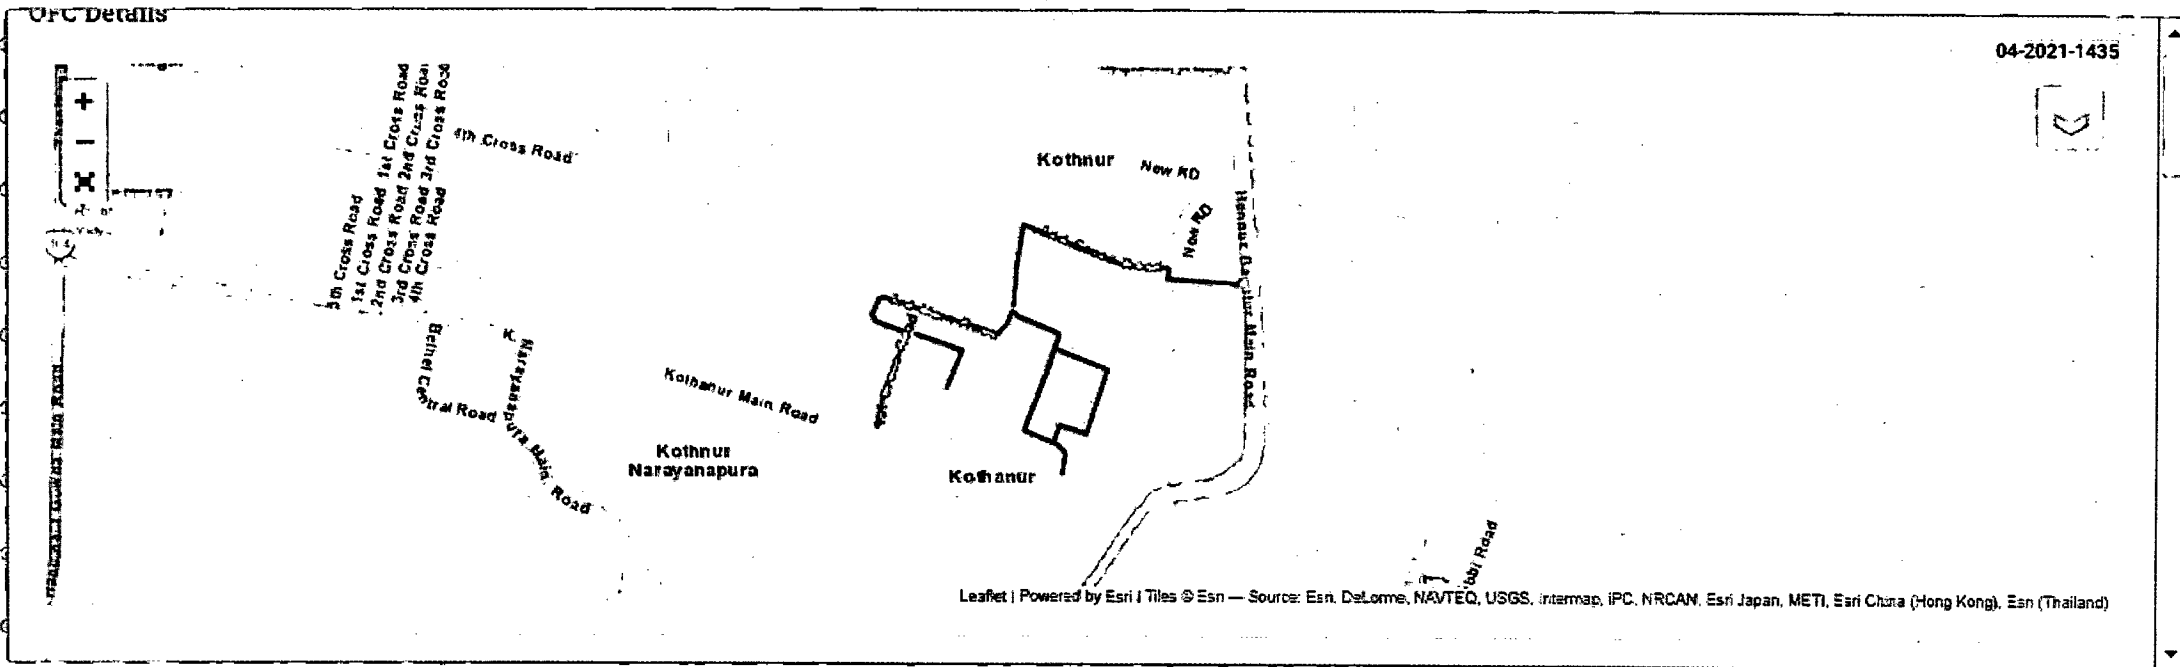 OFC Details
04-2021-1435
+
−
1st Cross Road
2nd Cross Road
3rd Cross Road
4th Cross Road
5th Cross Road
1st Cross Road
2nd Cross Road
3rd Cross Road
4th Cross Road
Kothnur
New RD
New RD
Main Road
Bethel Central Road
K.
Narayanapura Main Road
Kothanur Main Road
Kothnur
Narayanapura
Kothanur
Road
Leaflet | Powered by Esri | Tiles © Esri — Source: Esri, DeLorme, NAVTEQ, USGS, Intermap, iPC, NRCAN, Esri Japan, METI, Esri China (Hong Kong), Esri (Thailand)